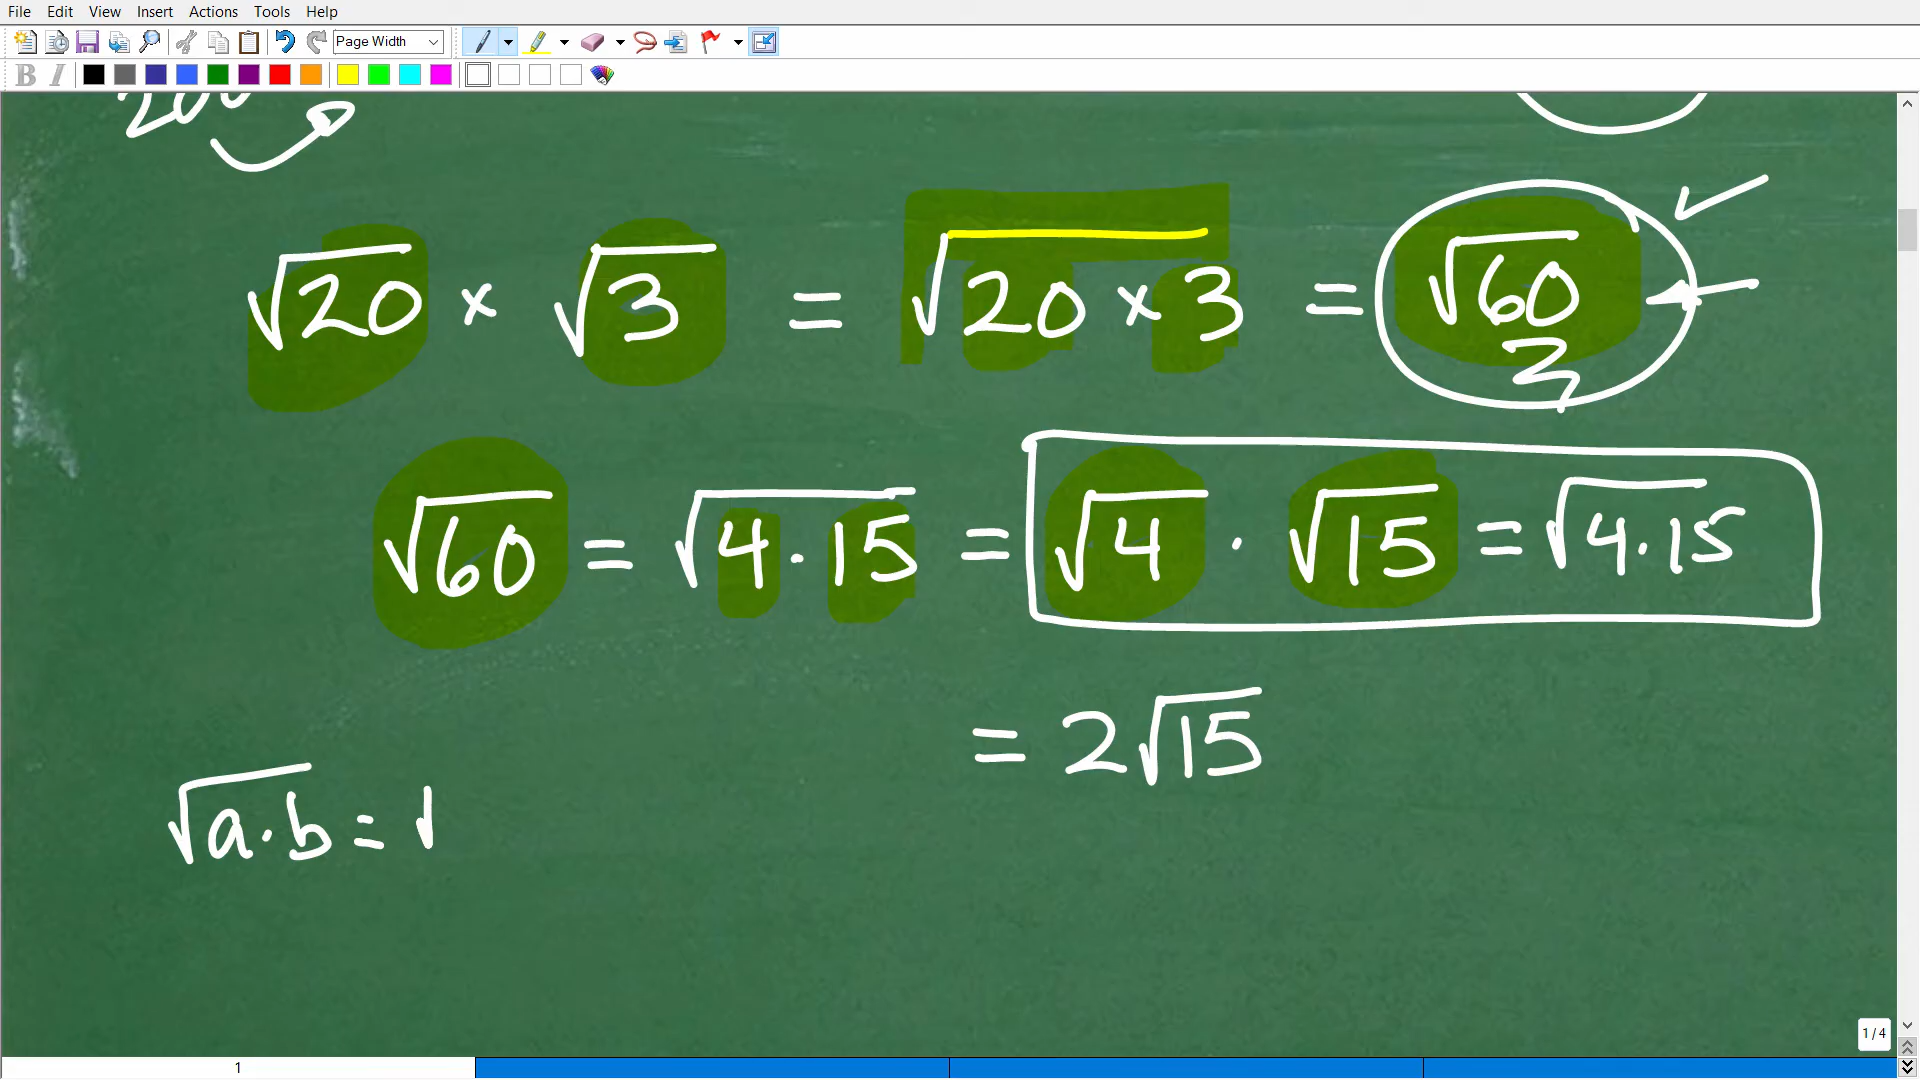 File Edit View Insert Actions Tools Help
Page Width
B I
200
√20 × √3 = √20 × 3 = √60
√60 = √4 · 15 = √4 · √15 = √4 · 15
= 2√15
√a · b = √
1 / 4
1